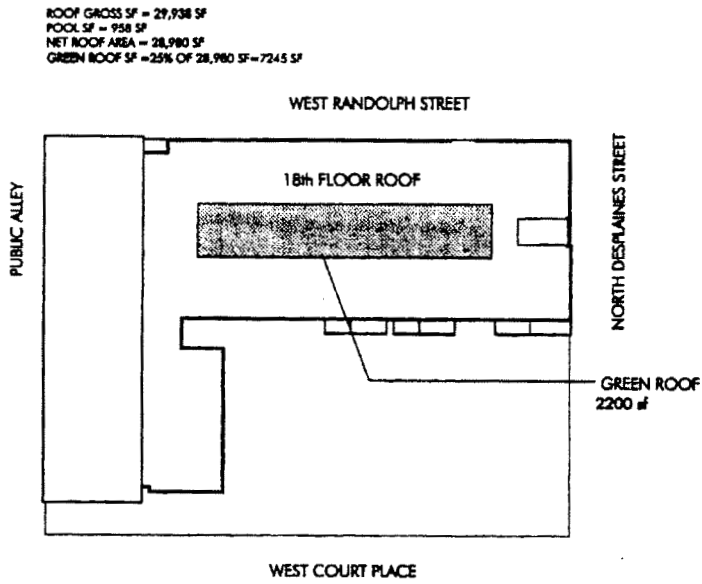 ROOF GROSS SF = 29,938 SF
POOL SF = 958 SF
NET ROOF AREA = 28,980 SF
GREEN ROOF SF =25% OF 28,980 SF=7245 SF
WEST RANDOLPH STREET
PUBLIC ALLEY
18th FLOOR ROOF
NORTH DESPLAINES STREET
GREEN ROOF
2200 sf
WEST COURT PLACE